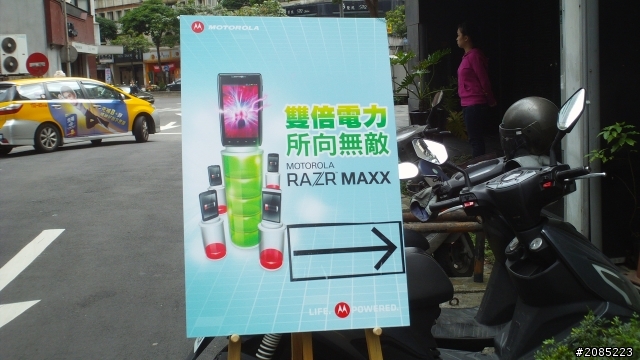 MOTOROLA
雙倍電力
所向無敵
MOTOROLA
RAZR MAXX
LIFE. POWERED.
#2085223